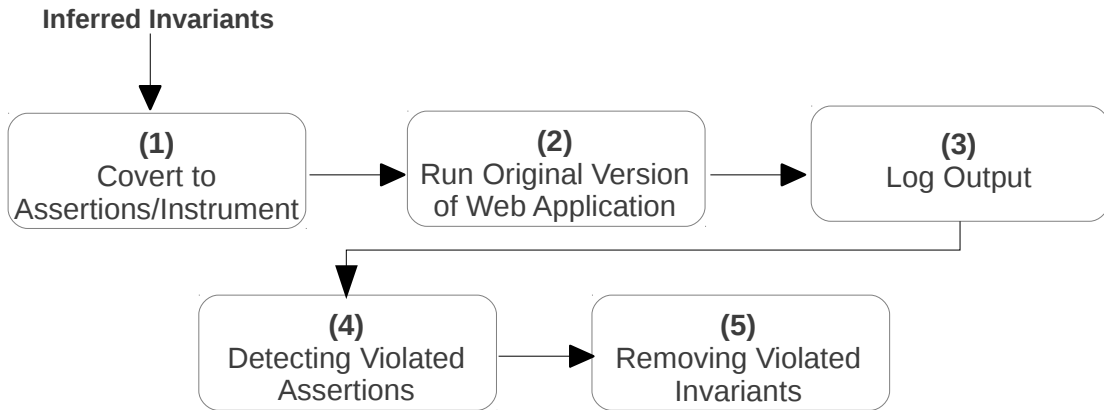 Inferred Invariants
(1)
Covert to
Assertions/Instrument
(2)
Run Original Version
of Web Application
(3)
Log Output
(4)
Detecting Violated
Assertions
(5)
Removing Violated
Invariants